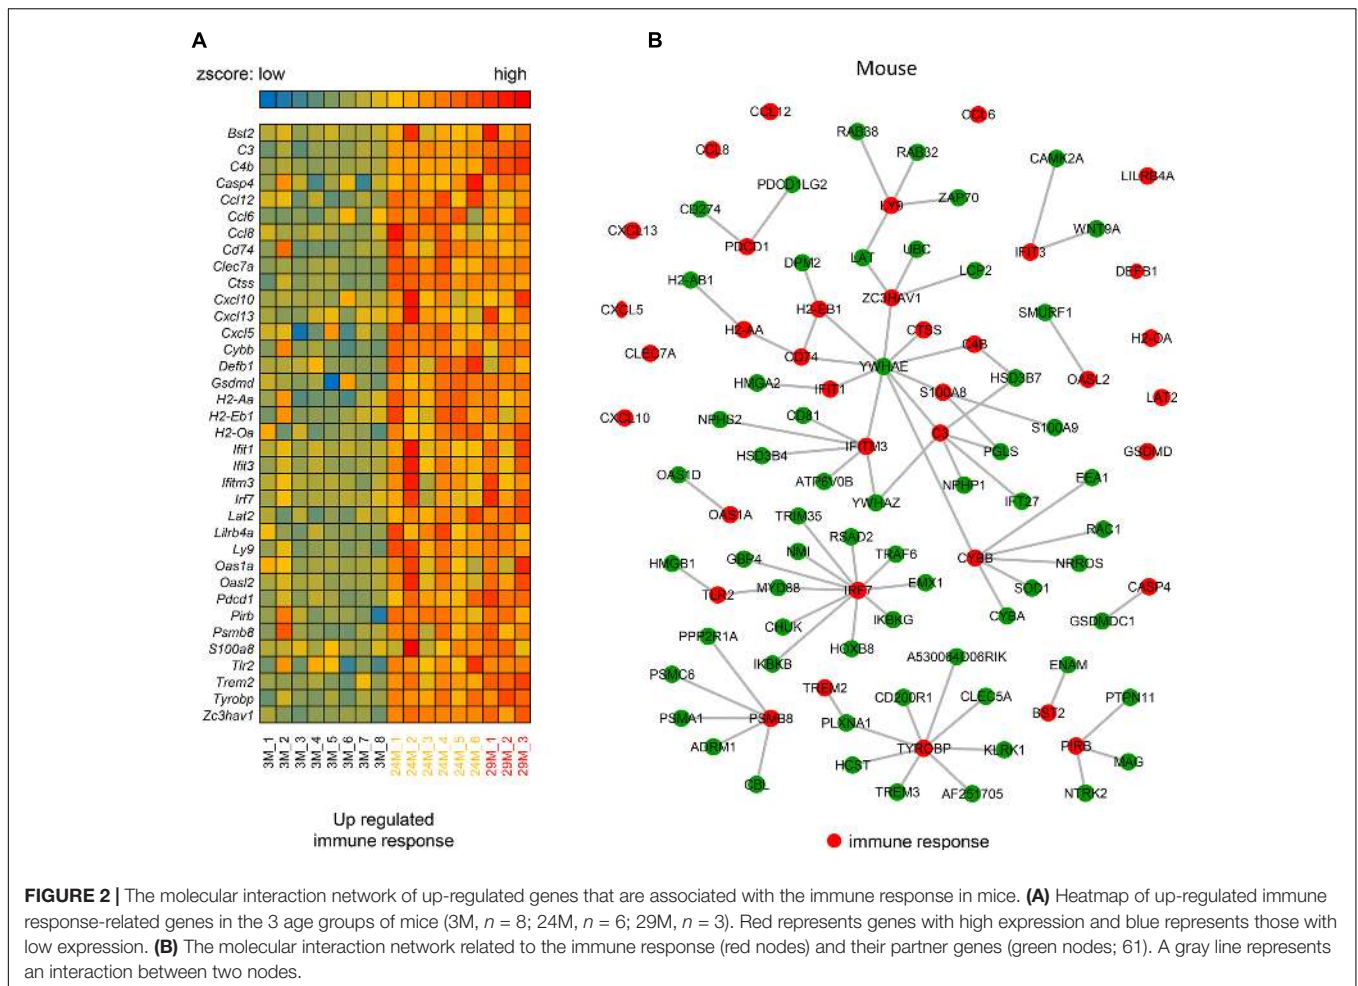 A
B
zscore: low
high
Mouse
Bst2
C3
C4b
Casp4
Ccl12
Ccl6
Ccl8
Cd74
Clec7a
Ctss
Cxcl10
Cxcl13
Cxcl5
Cybb
Defb1
Gsdmd
H2-Aa
H2-Eb1
H2-Oa
Ifit1
Ifit3
Ifitm3
Irf7
Lat2
Lilrb4a
Ly9
Oas1a
Oasl2
Pdcd1
Pirb
Psmb8
S100a8
Tlr2
Trem2
Tyrobp
Zc3hav1
3M_1
3M_2
3M_3
3M_4
3M_5
3M_6
3M_7
3M_8
24M_1
24M_2
24M_3
24M_4
24M_5
24M_6
29M_1
29M_2
29M_3
Up regulated
immune response
CCL12
CCL6
RAB38
CCL8
RAB32
CAMK2A
LILRB4A
PDCD1LG2
ZAP70
CD274
LY9
CXCL13
WNT9A
PDCD1
IFIT3
UBC
LAT
DPM2
LCP2
DEFB1
H2-AB1
ZC3HAV1
CXCL5
H2-EB1
SMURF1
H2-AA
CTSS
H2-OA
C4B
CLEC7A
CD74
YWHAE
HMGA2
IFIT1
HSD3B7
OASL2
S100A8
LAT2
CXCL10
NPHS2
CD81
S100A9
C3
IFITM3
HSD3B4
PGLS
GSDMD
OAS1D
ATP6V0B
NPHP1
EEA1
YWHAZ
IFT27
OAS1A
TRIM35
RAC1
RSAD2
NMI
TRAF6
GBP4
HMGB1
CYBB
NRROS
MYD88
IRF7
EMX1
SOD1
CASP4
TLR2
CYBA
GSDMDC1
IKBKG
CHUK
PPP2R1A
HOXB8
A530064D06RIK
IKBKB
ENAM
PSMC6
TREM2
CD200R1
CLEC5A
PTPN11
PSMA1
PSMB8
PLXNA1
BST2
ADRM1
TYROBP
KLRK1
PIRB
HCST
MAG
CBL
TREM3
AF251705
NTRK2
immune response
FIGURE 2 | The molecular interaction network of up-regulated genes that are associated with the immune response in mice. (A) Heatmap of up-regulated immune
response-related genes in the 3 age groups of mice (3M, n = 8; 24M, n = 6; 29M, n = 3). Red represents genes with high expression and blue represents those with
low expression. (B) The molecular interaction network related to the immune response (red nodes) and their partner genes (green nodes; 61). A gray line represents
an interaction between two nodes.